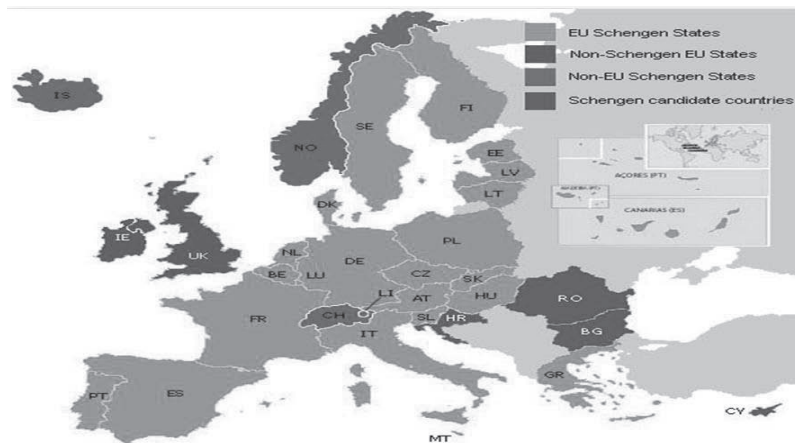 EU Schengen States
Non-Schengen EU States
Non-EU Schengen States
Schengen candidate countries
IS
FI
SE
NO
EE
LV
LT
AÇORES (PT)
MADEIRA (PT)
CANARIAS (ES)
DK
IE
UK
NL
BE
LU
DE
PL
CZ
SK
LI
AT
HU
RO
FR
CH
SL
HR
IT
BG
PT
ES
GR
CY
MT